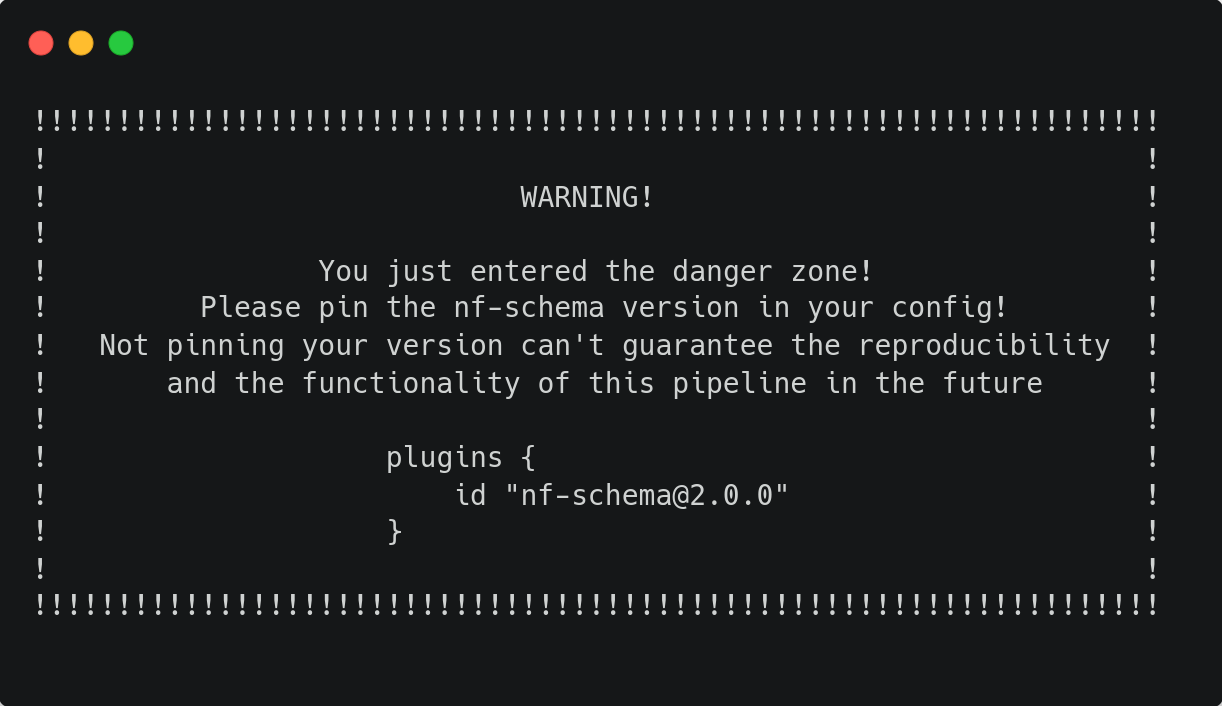 !!!!!!!!!!!!!!!!!!!!!!!!!!!!!!!!!!!!!!!!!!!!!!!!!!!!!!!!!!!!!!!!!!!
!                                                                 !
!                            WARNING!                             !
!                                                                 !
!                You just entered the danger zone!                !
!         Please pin the nf-schema version in your config!        !
!   Not pinning your version can't guarantee the reproducibility  !
!       and the functionality of this pipeline in the future      !
!                                                                 !
!                    plugins {                                    !
!                        id "nf-schema@2.0.0"                     !
!                    }                                            !
!                                                                 !
!!!!!!!!!!!!!!!!!!!!!!!!!!!!!!!!!!!!!!!!!!!!!!!!!!!!!!!!!!!!!!!!!!!